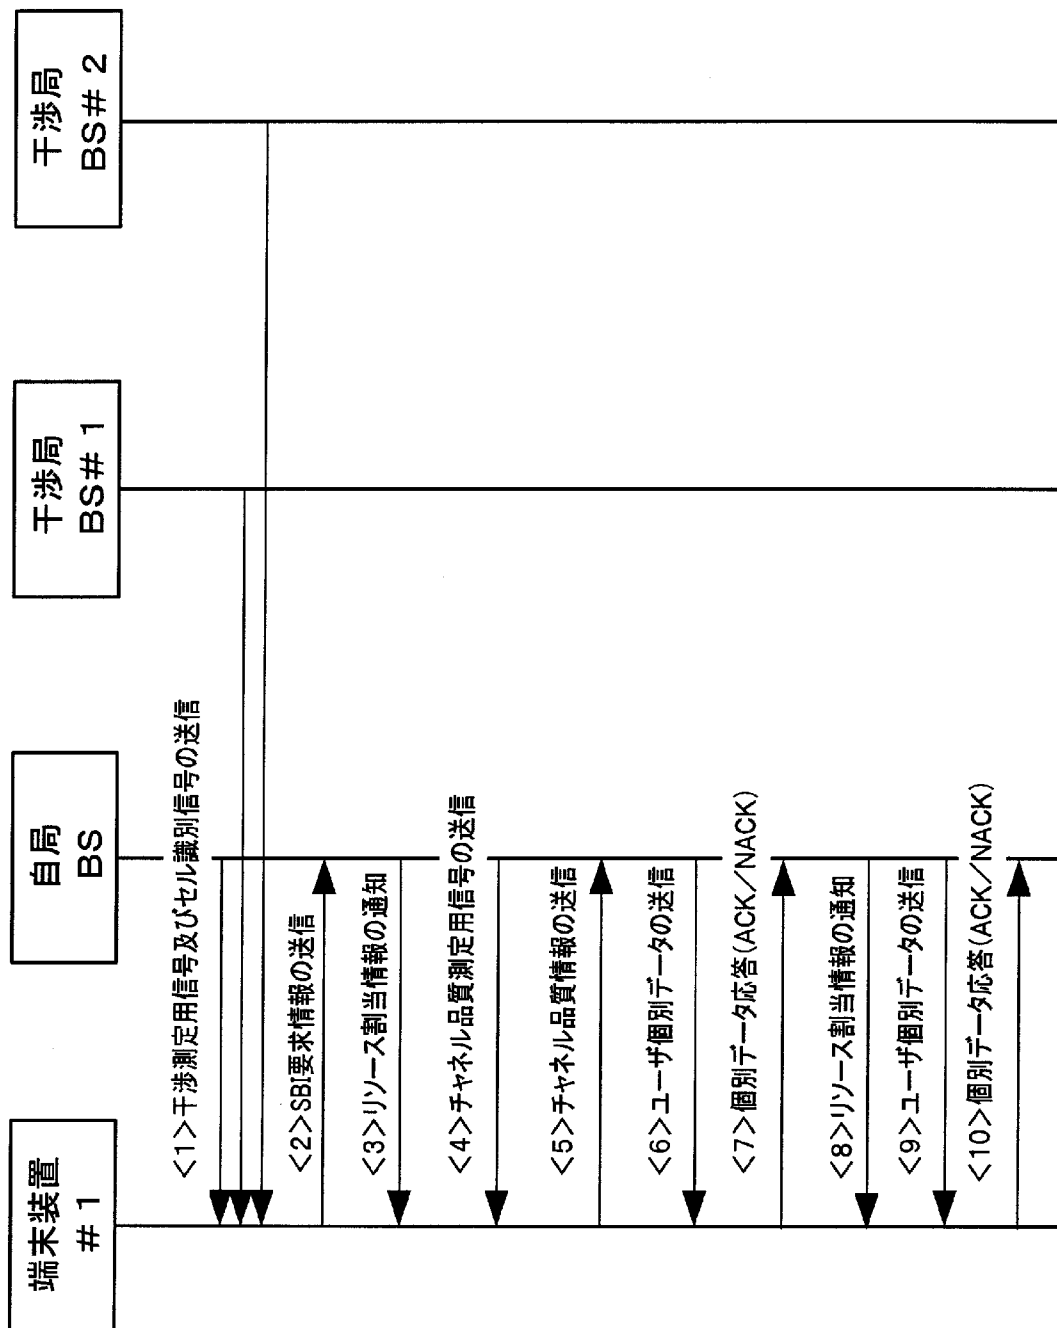 端末装置
＃１
自局
BS
干渉局
BS＃１
干渉局
BS＃２
<1>干渉測定用信号及びセル識別信号の送信
<2>SBI要求情報の送信
<3>リソース割当情報の通知
<4>チャネル品質測定用信号の送信
<5>チャネル品質情報の送信
<6>ユーザ個別データの送信
<7>個別データ応答(ACK／NACK)
<8>リソース割当情報の通知
<9>ユーザ個別データの送信
<10>個別データ応答(ACK／NACK)